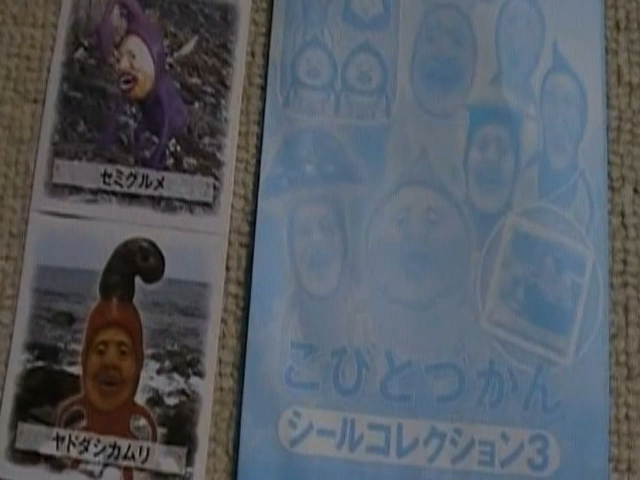 セミグルメ
ヤドダシカムリ
こびとづかん
シールコレクション3